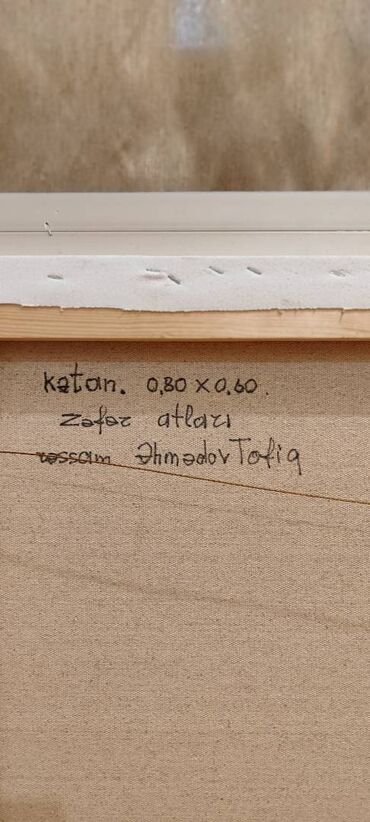 kətan. 0,80 x 0,60.
zəfər atları
rəssam Əhmədov Tofiq